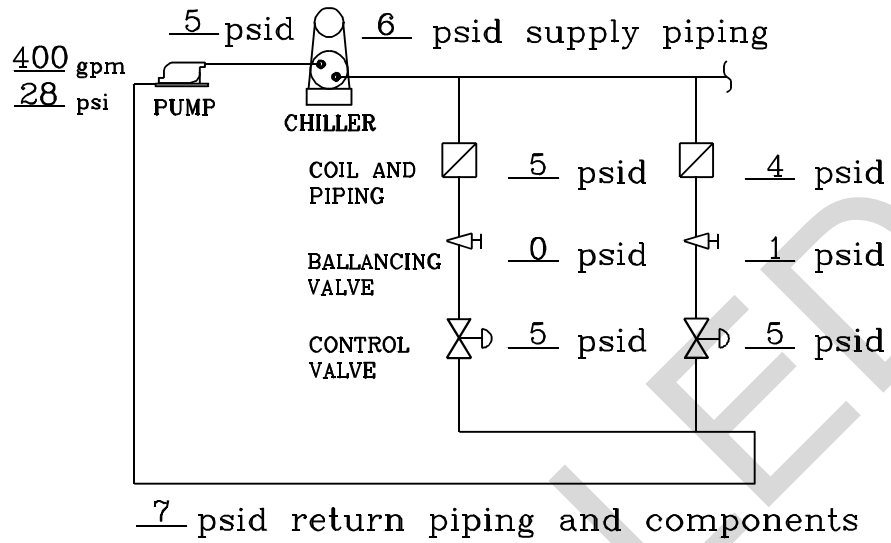 5 psid
6 psid supply piping
400 gpm
28 psi
PUMP
CHILLER
COIL AND
PIPING
5 psid
4 psid
BALLANCING
VALVE
0 psid
1 psid
CONTROL
VALVE
5 psid
5 psid
7 psid return piping and components
LED